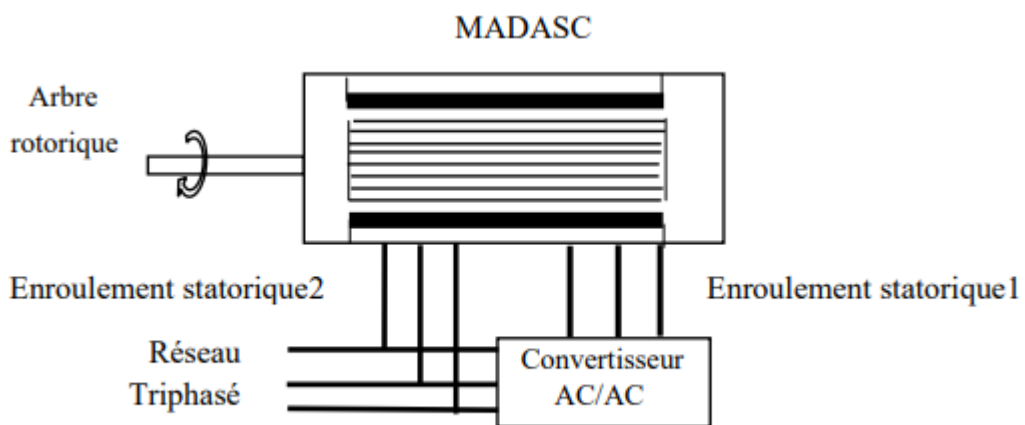 MADASC
Arbre
rotorique
Enroulement statorique2
Enroulement statorique1
Réseau
Triphasé
Convertisseur
AC/AC